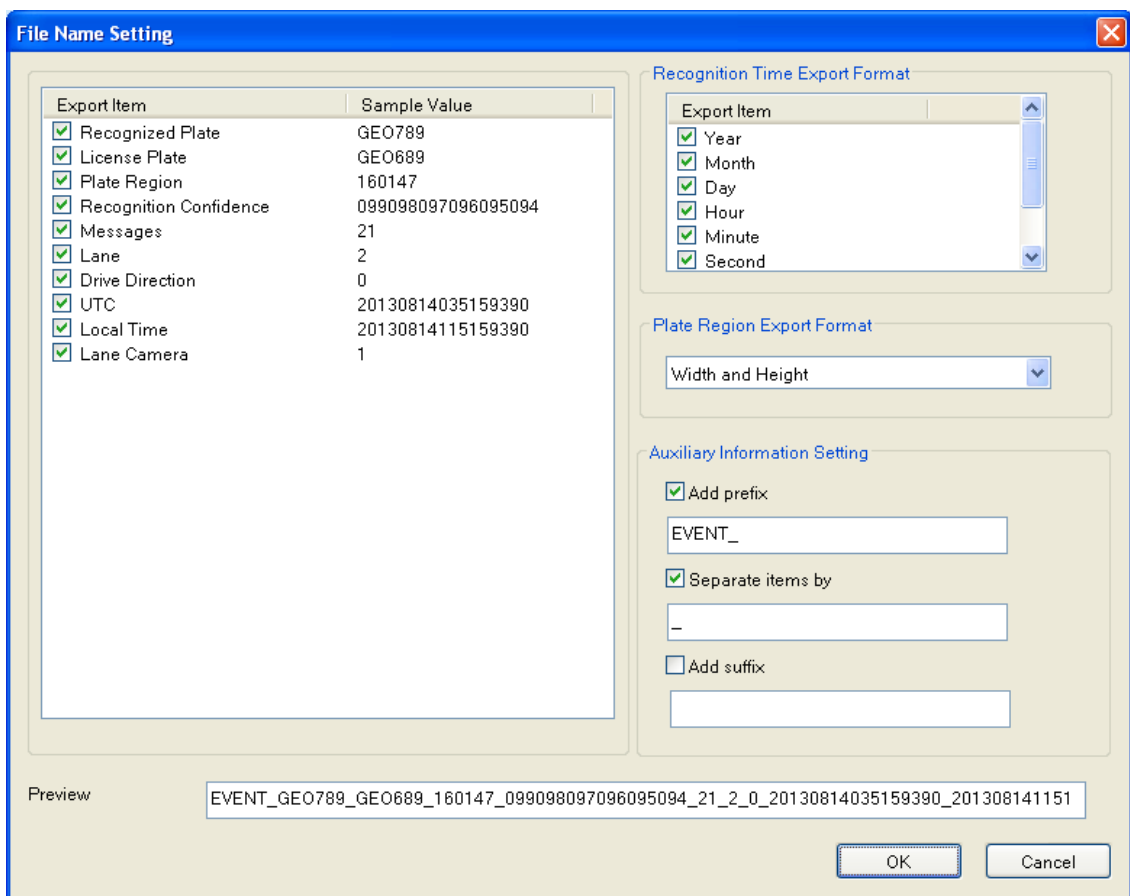 File Name Setting
Export Item Sample Value
Recognized Plate GEO789
License Plate GEO689
Plate Region 160147
Recognition Confidence 099098097096095094
Messages 21
Lane 2
Drive Direction 0
UTC 20130814035159390
Local Time 20130814115159390
Lane Camera 1
Recognition Time Export Format
Export Item
Year
Month
Day
Hour
Minute
Second
Plate Region Export Format
Width and Height
Auxiliary Information Setting
Add prefix
EVENT_
Separate items by
_
Add suffix
Preview EVENT_GEO789_GEO689_160147_099098097096095094_21_2_0_20130814035159390_201308141151
OK Cancel